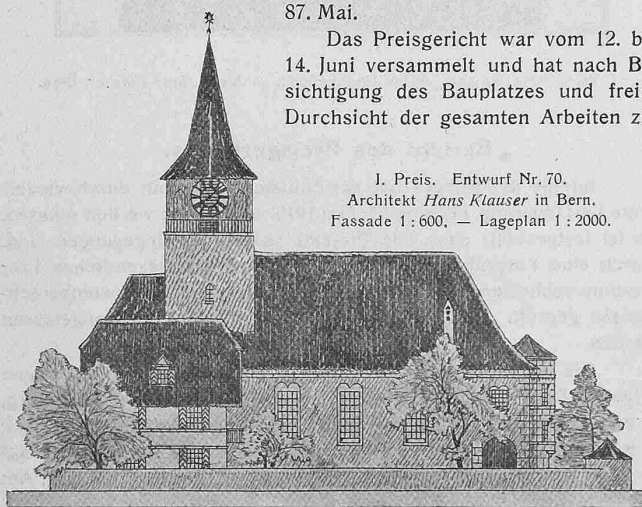 87. Mai.
Das Preisgericht war vom 12. b
14. Juni versammelt und hat nach B
sichtigung des Bauplatzes und frei
Durchsicht der gesamten Arbeiten z
I. Preis. Entwurf Nr. 70.
Architekt Hans Klauser in Bern.
Fassade 1 : 600. — Lageplan 1 : 2000.